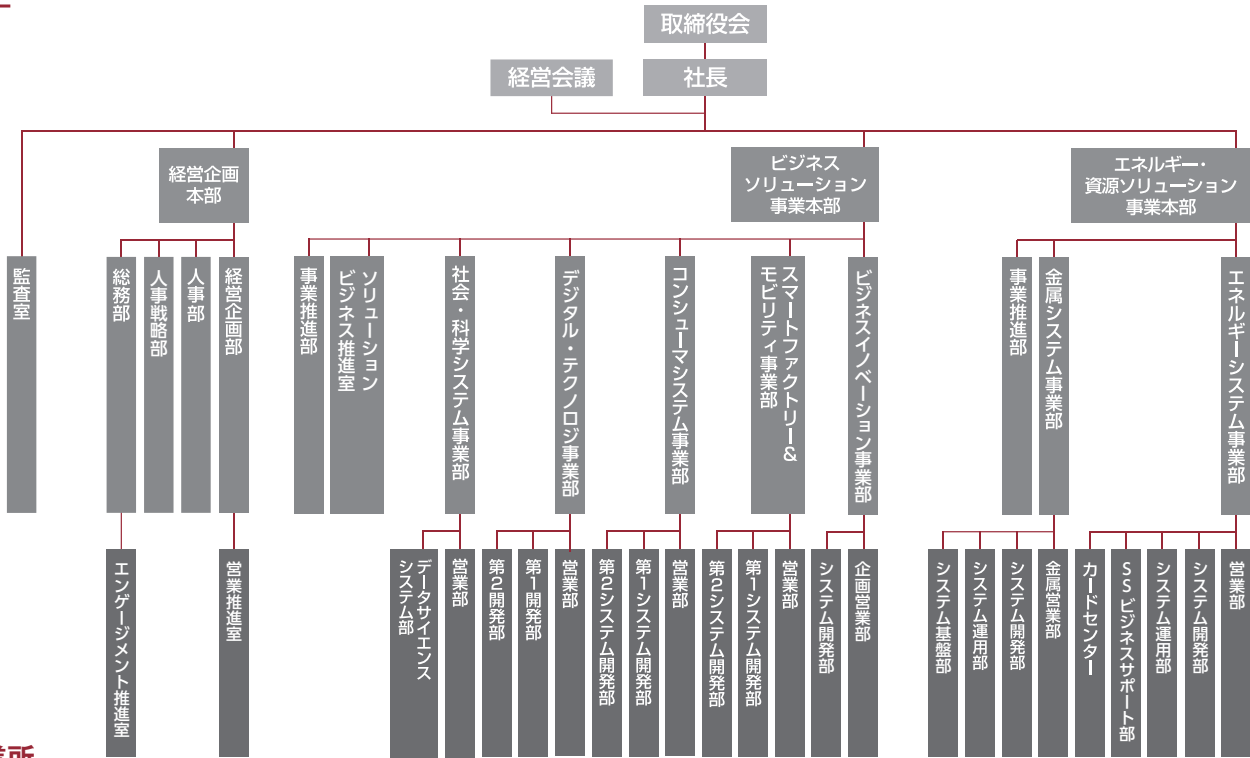 取締役会
経営会議
社長
経営企画
本部
ビジネス
ソリューション
事業本部
エネルギー・
資源ソリューション
事業本部
監査室
総務部
人事戦略部
人事部
経営企画部
事業推進部
ソリューション
ビジネス推進室
社会・科学システム事業部
デジタル・テクノロジ事業部
コンシューマシステム事業部
スマートファクトリー&
モビリティ事業部
ビジネスイノベーション事業部
事業推進部
金属システム事業部
エネルギーシステム事業部
エンゲージメント推進室
営業推進室
データサイエンス
システム部
営業部
第2開発部
第1開発部
営業部
第2システム開発部
第1システム開発部
営業部
第2システム開発部
第1システム開発部
営業部
システム開発部
企画営業部
システム基盤部
システム運用部
システム開発部
金属営業部
カードセンター
SSビジネスサポート部
システム運用部
システム開発部
営業部